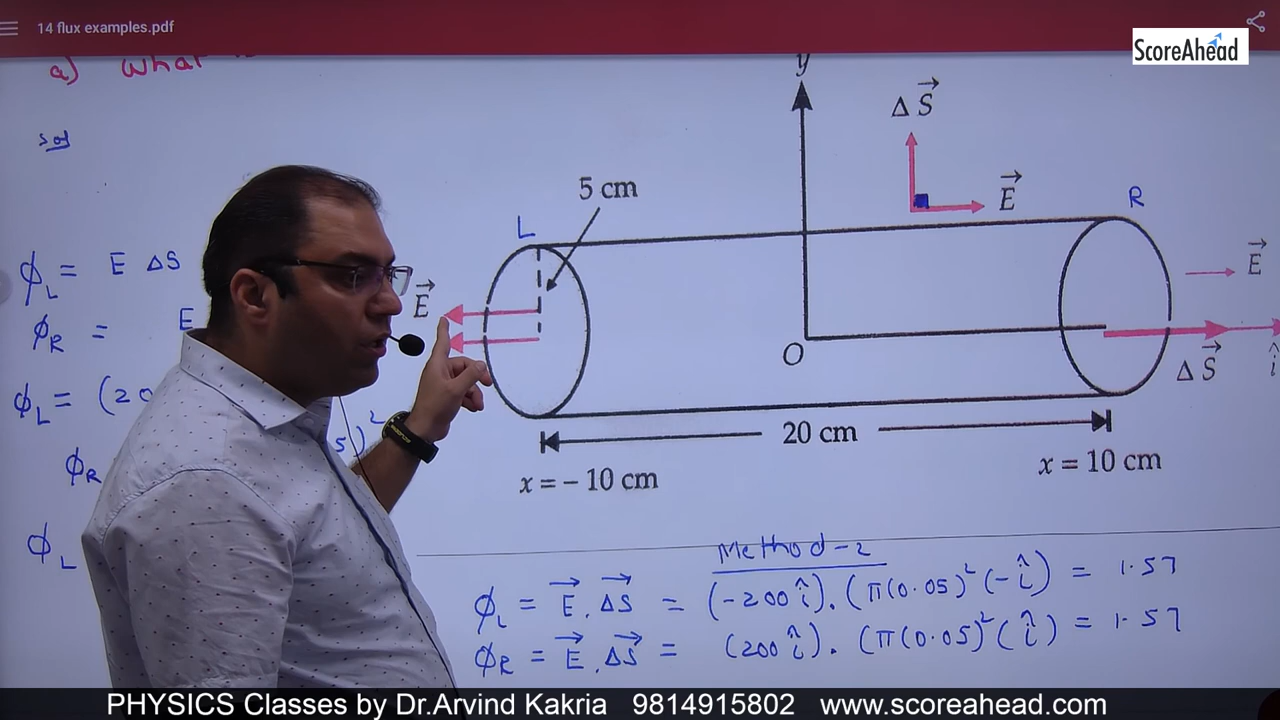 14 flux examples.pdf
ScoreAhead
a) What
Sol
y
Δ S⃗
E⃗
5 cm
L
R
ϕL = E ΔS
E⃗
E⃗
ϕR = E
O
ΔS⃗
î
ϕL = (20
5)²
20 cm
ϕR
x = – 10 cm
x = 10 cm
ϕL
Method-2
ϕL = E⃗ . ΔS⃗ = (-200 î) . (π(0.05)² (-î) = 1.57
ϕR = E⃗ . ΔS⃗ = (200 î) . (π(0.05)² (î) = 1.57
PHYSICS Classes by Dr.Arvind Kakria 9814915802 www.scoreahead.com